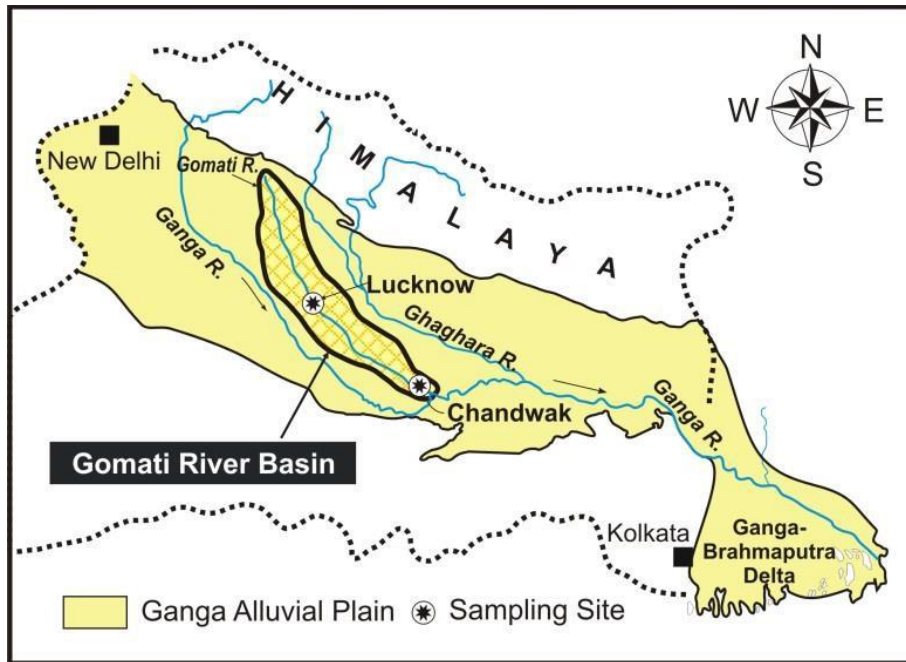 N
W E
S
HIMALAYA
New Delhi
Gomati R.
Ganga R.
Lucknow
Ghaghara R.
Chandwak
Ganga R.
Gomati River Basin
Kolkata
Ganga-
Brahmaputra
Delta
Ganga Alluvial Plain
Sampling Site